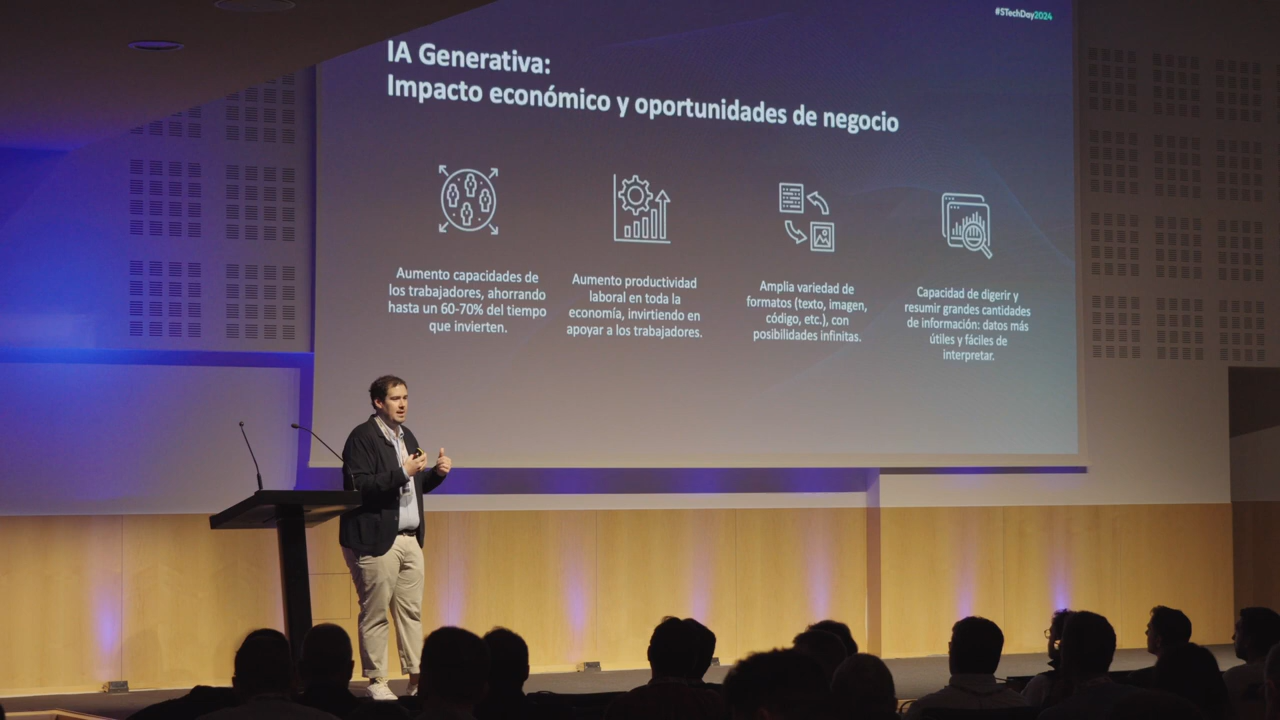 #STechDay2024
IA Generativa:
Impacto económico y oportunidades de negocio
Aumento capacidades de
los trabajadores, ahorrando
hasta un 60-70% del tiempo
que invierten.
Aumento productividad
laboral en toda la
economía, invirtiendo en
apoyar a los trabajadores.
Amplia variedad de
formatos (texto, imagen,
código, etc.), con
posibilidades infinitas.
Capacidad de digerir y
resumir grandes cantidades
de información: datos más
útiles y fáciles de
interpretar.